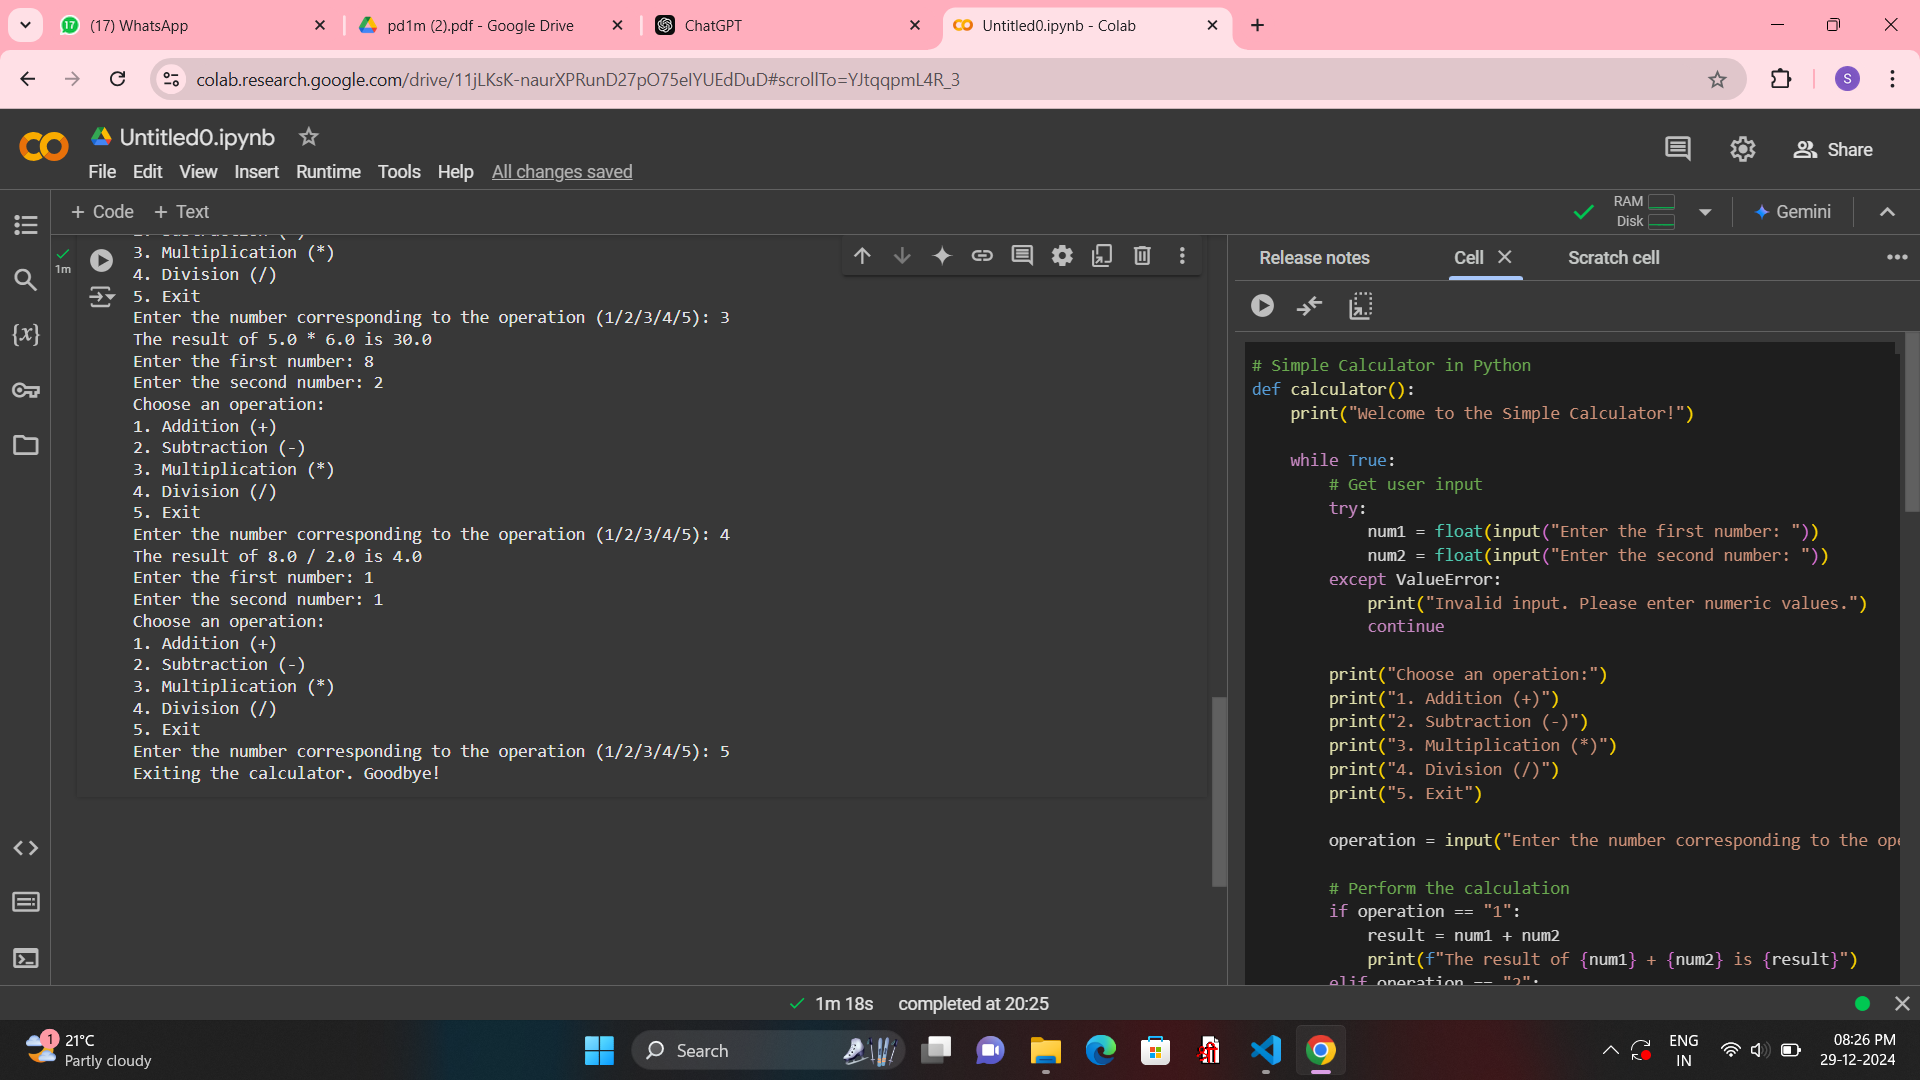 (17) WhatsApp
pd1m (2).pdf - Google Drive
ChatGPT
Untitled0.ipynb - Colab
colab.research.google.com/drive/11jLKsK-naurXPRunD27pO75elYUEdDuD#scrollTo=YJtqqpmL4R_3
S
Untitled0.ipynb
File Edit View Insert Runtime Tools Help All changes saved
Share
+ Code + Text
RAM
Disk
Gemini
1m
3. Multiplication (*)
4. Division (/)
5. Exit
Enter the number corresponding to the operation (1/2/3/4/5): 3
The result of 5.0 * 6.0 is 30.0
Enter the first number: 8
Enter the second number: 2
Choose an operation:
1. Addition (+)
2. Subtraction (-)
3. Multiplication (*)
4. Division (/)
5. Exit
Enter the number corresponding to the operation (1/2/3/4/5): 4
The result of 8.0 / 2.0 is 4.0
Enter the first number: 1
Enter the second number: 1
Choose an operation:
1. Addition (+)
2. Subtraction (-)
3. Multiplication (*)
4. Division (/)
5. Exit
Enter the number corresponding to the operation (1/2/3/4/5): 5
Exiting the calculator. Goodbye!
Release notes Cell Scratch cell
# Simple Calculator in Python
def calculator():
    print("Welcome to the Simple Calculator!")
    while True:
        # Get user input
        try:
            num1 = float(input("Enter the first number: "))
            num2 = float(input("Enter the second number: "))
        except ValueError:
            print("Invalid input. Please enter numeric values.")
            continue
        print("Choose an operation:")
        print("1. Addition (+)")
        print("2. Subtraction (-)")
        print("3. Multiplication (*)")
        print("4. Division (/)")
        print("5. Exit")
        operation = input("Enter the number corresponding to the
        # Perform the calculation
        if operation == "1":
            result = num1 + num2
            print(f"The result of {num1} + {num2} is {result}")
        elif operation == "2":
1m 18s completed at 20:25
1
21°C
Partly cloudy
Search
श्री
ENG
IN
08:26 PM
29-12-2024